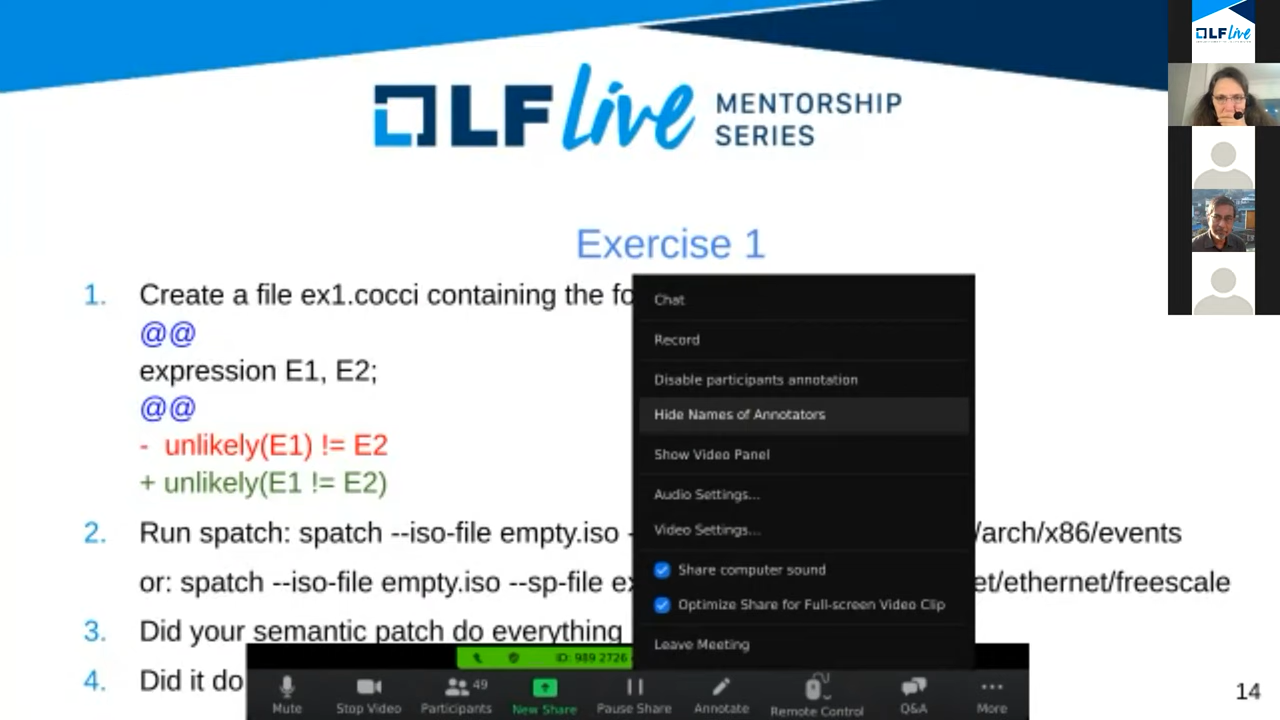 LF Live MENTORSHIP
SERIES
LF Live
Exercise 1
1. Create a file ex1.cocci containing the fo
@@
expression E1, E2;
@@
- unlikely(E1) != E2
+ unlikely(E1 != E2)
2. Run spatch: spatch --iso-file empty.iso - /arch/x86/events
or: spatch --iso-file empty.iso --sp-file ex et/ethernet/freescale
3. Did your semantic patch do everything
4. Did it do
Chat
Record
Disable participants annotation
Hide Names of Annotators
Show Video Panel
Audio Settings...
Video Settings...
Share computer sound
Optimize Share for Full-screen Video Clip
Leave Meeting
ID: 989 2726
Mute
Stop Video
Participants 49
New Share
Pause Share
Annotate
Remote Control
Q&A
More
14